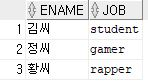 ENAME JOB
1 김씨 student
2 정씨 gamer
3 황씨 rapper